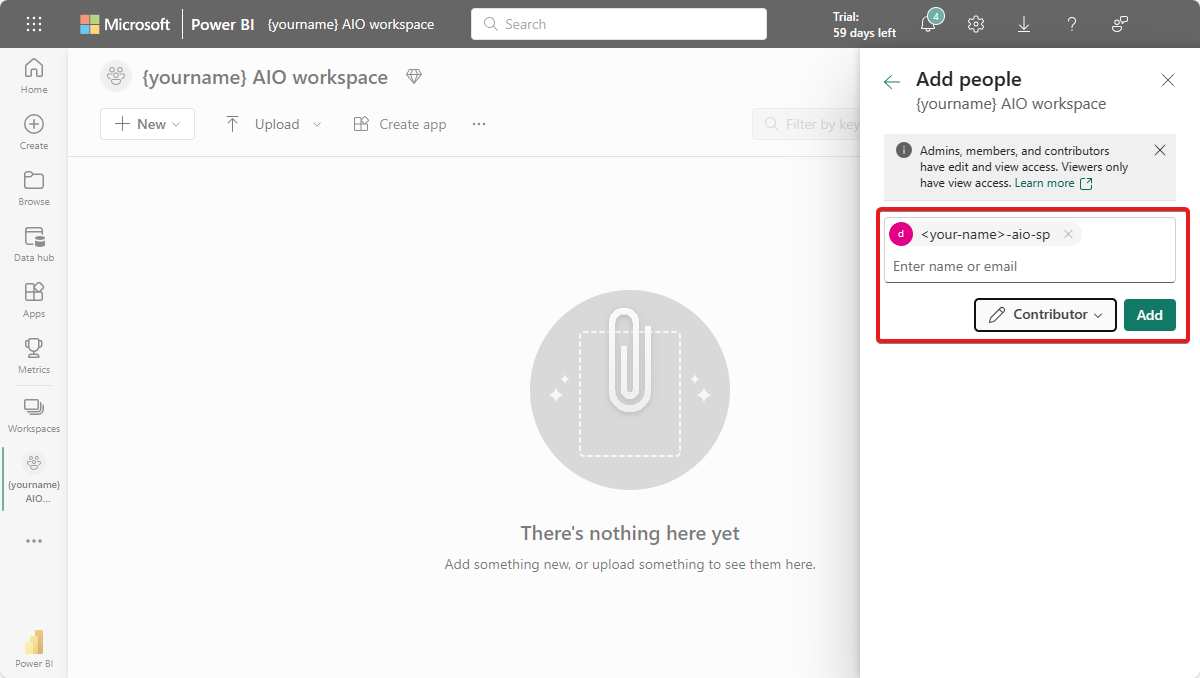 Microsoft
Power BI
{yourname} AIO workspace
Search
Trial:
59 days left
4
Home
Create
Browse
Data hub
Apps
Metrics
Workspaces
{yourname}
AIO...
Power BI
{yourname} AIO workspace
New
Upload
Create app
Filter by key
There's nothing here yet
Add something new, or upload something to see them here.
Add people
{yourname} AIO workspace
Admins, members, and contributors
have edit and view access. Viewers only
have view access. Learn more
d
<your-name>-aio-sp
Enter name or email
Contributor
Add